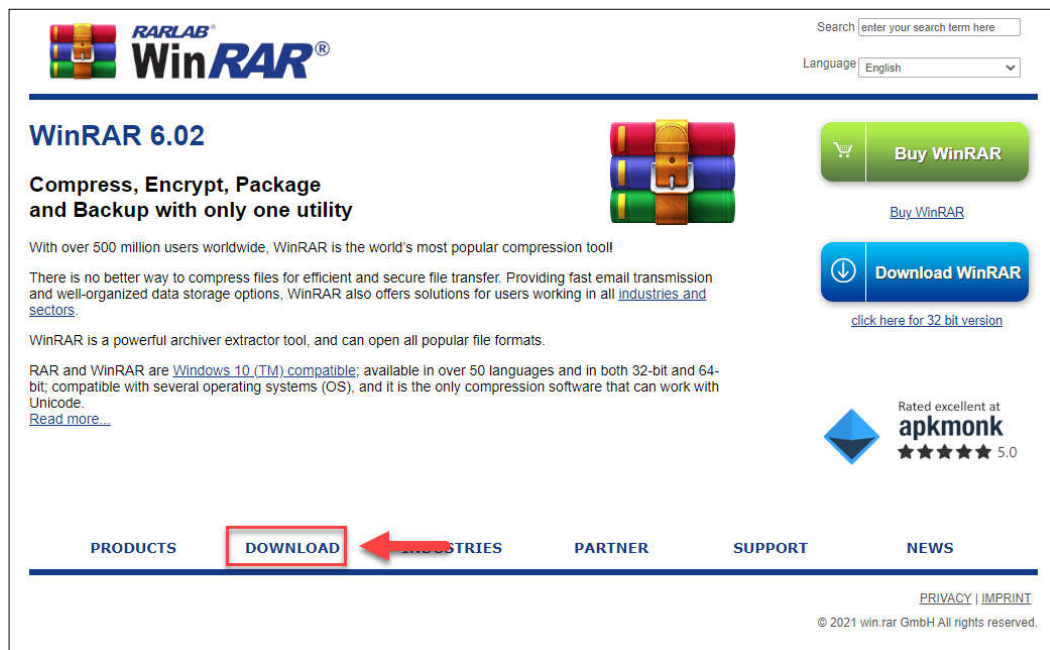 RARLAB®
WinRAR®
Search enter your search term here
Language English
WinRAR 6.02
Compress, Encrypt, Package
and Backup with only one utility
With over 500 million users worldwide, WinRAR is the world's most popular compression tool!
There is no better way to compress files for efficient and secure file transfer. Providing fast email transmission
and well-organized data storage options, WinRAR also offers solutions for users working in all industries and
sectors.
WinRAR is a powerful archiver extractor tool, and can open all popular file formats.
RAR and WinRAR are Windows 10 (TM) compatible; available in over 50 languages and in both 32-bit and 64-
bit; compatible with several operating systems (OS), and it is the only compression software that can work with
Unicode.
Read more...
Buy WinRAR
Buy WinRAR
Download WinRAR
click here for 32 bit version
Rated excellent at
apkmonk
5.0
PRODUCTS DOWNLOAD INDUSTRIES PARTNER SUPPORT NEWS
PRIVACY | IMPRINT
© 2021 win.rar GmbH All rights reserved.